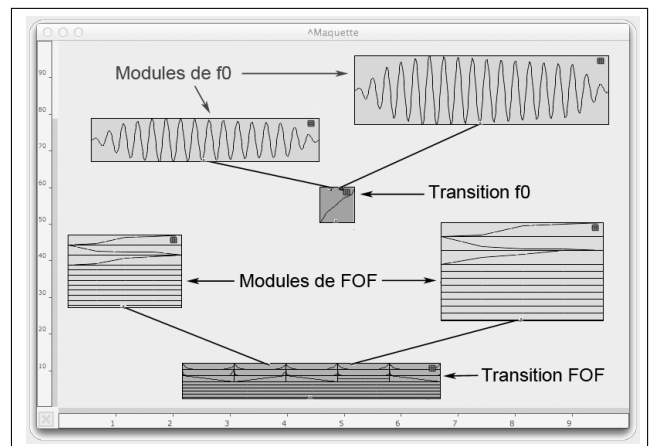 ^Maquette
Modules de f0
Transition f0
Modules de FOF
Transition FOF
90
80
70
60
50
40
30
20
10
1 2 3 4 5 6 7 8 9